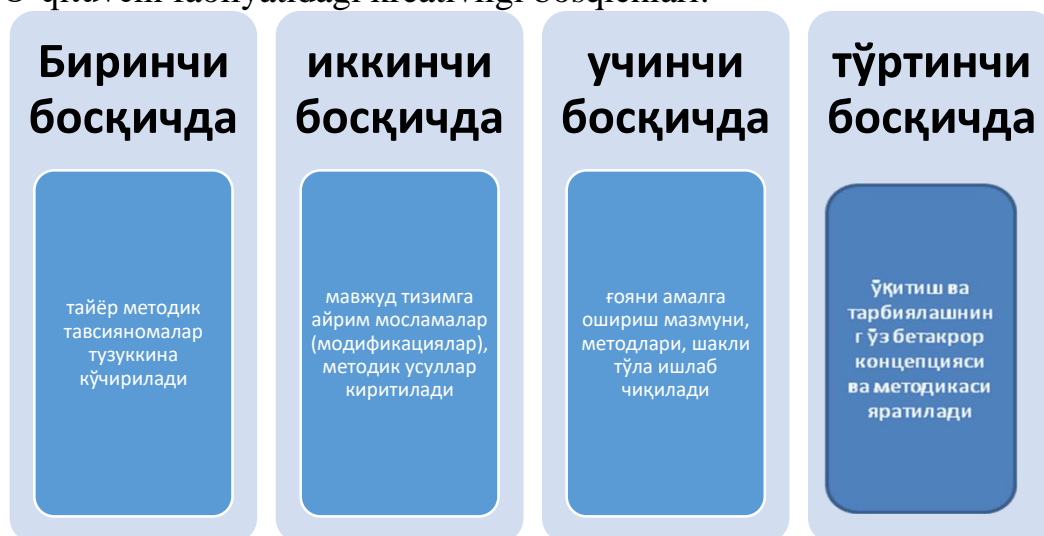 Биринчи
босқичда
тайёр методик
тавсияномалар
тузуккина
кўчирилади
иккинчи
босқичда
мавжуд тизимга
айрим мосламалар
(модификациялар),
методик усуллар
киритилади
учинчи
босқичда
ғояни амалга
ошириш мазмуни,
методлари, шакли
тўла ишлаб
чиқилади
тўртинчи
босқичда
ўқитиш ва
тарбиялашнин
г ўз бетакрор
концепцияси
ва методикаси
яратилади